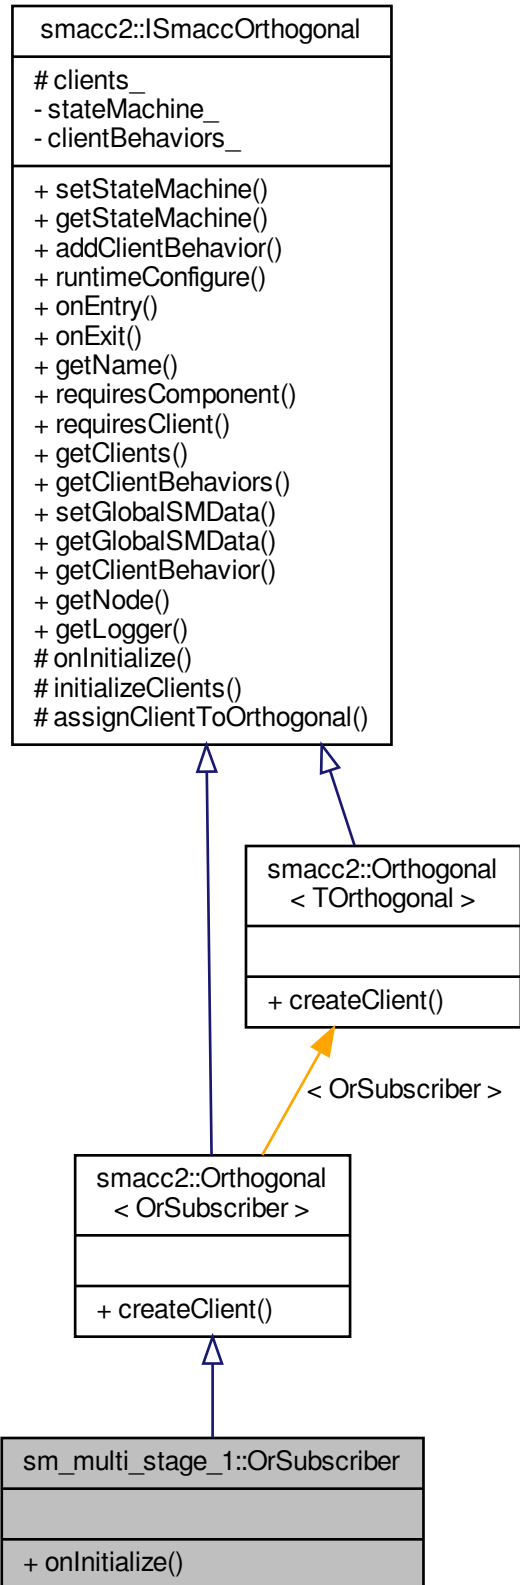 smacc2::ISmaccOrthogonal
# clients_
- stateMachine_
- clientBehaviors_
+ setStateMachine()
+ getStateMachine()
+ addClientBehavior()
+ runtimeConfigure()
+ onEntry()
+ onExit()
+ getName()
+ requiresComponent()
+ requiresClient()
+ getClients()
+ getClientBehaviors()
+ setGlobalSMData()
+ getGlobalSMData()
+ getClientBehavior()
+ getNode()
+ getLogger()
# onInitialize()
# initializeClients()
# assignClientToOrthogonal()
smacc2::Orthogonal
< TOrthogonal >
+ createClient()
< OrSubscriber >
smacc2::Orthogonal
< OrSubscriber >
+ createClient()
sm_multi_stage_1::OrSubscriber
+ onInitialize()